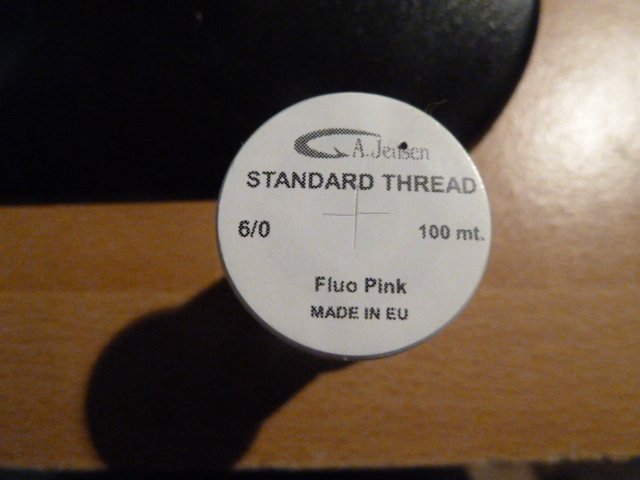 A.Jensen
STANDARD THREAD
6/0 100 mt.
Fluo Pink
MADE IN EU